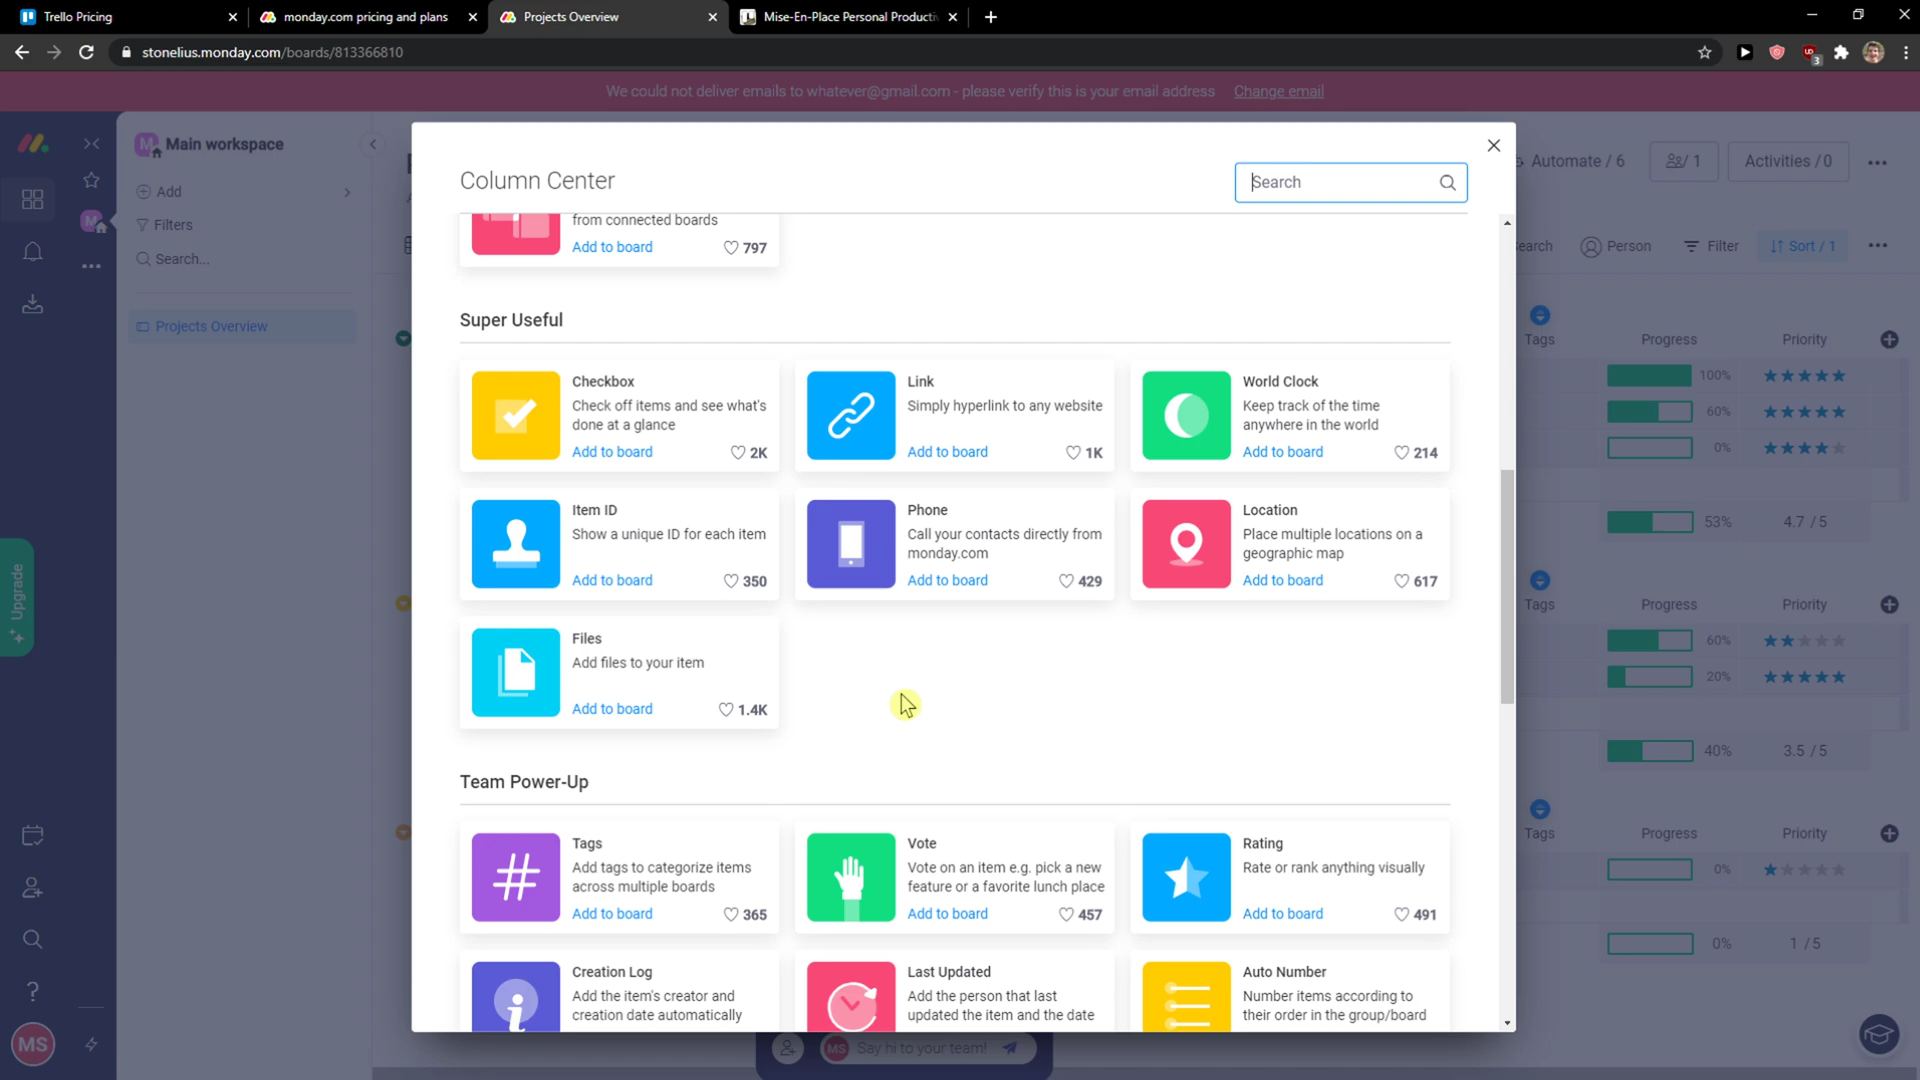 Trello Pricing
monday.com pricing and plans
Projects Overview
Mise-En-Place Personal Producti
stonelius.monday.com/boards/813366810
3
We could not deliver emails to whatever@gmail.com - please verify this is your email address Change email
M Main workspace
Add
Filters
Search...
Projects Overview
M
Upgrade
MS
Automate / 6
/ 1
Activities / 0
earch
Person
Filter
Sort / 1
Column Center
Search
from connected boards
Add to board 797
Super Useful
Checkbox
Check off items and see what's
done at a glance
Add to board 2K
Link
Simply hyperlink to any website
Add to board 1K
World Clock
Keep track of the time
anywhere in the world
Add to board 214
Item ID
Show a unique ID for each item
Add to board 350
Phone
Call your contacts directly from
monday.com
Add to board 429
Location
Place multiple locations on a
geographic map
Add to board 617
Files
Add files to your item
Add to board 1.4K
Team Power-Up
Tags
Add tags to categorize items
across multiple boards
Add to board 365
Vote
Vote on an item e.g. pick a new
feature or a favorite lunch place
Add to board 457
Rating
Rate or rank anything visually
Add to board 491
Creation Log
Add the item's creator and
creation date automatically
Last Updated
Add the person that last
updated the item and the date
Auto Number
Number items according to
their order in the group/board
Tags Progress Priority
100%
60%
0%
53% 4.7 / 5
Tags Progress Priority
60%
20%
40% 3.5 / 5
Tags Progress Priority
0%
0% 1 / 5
MS Say hi to your team!